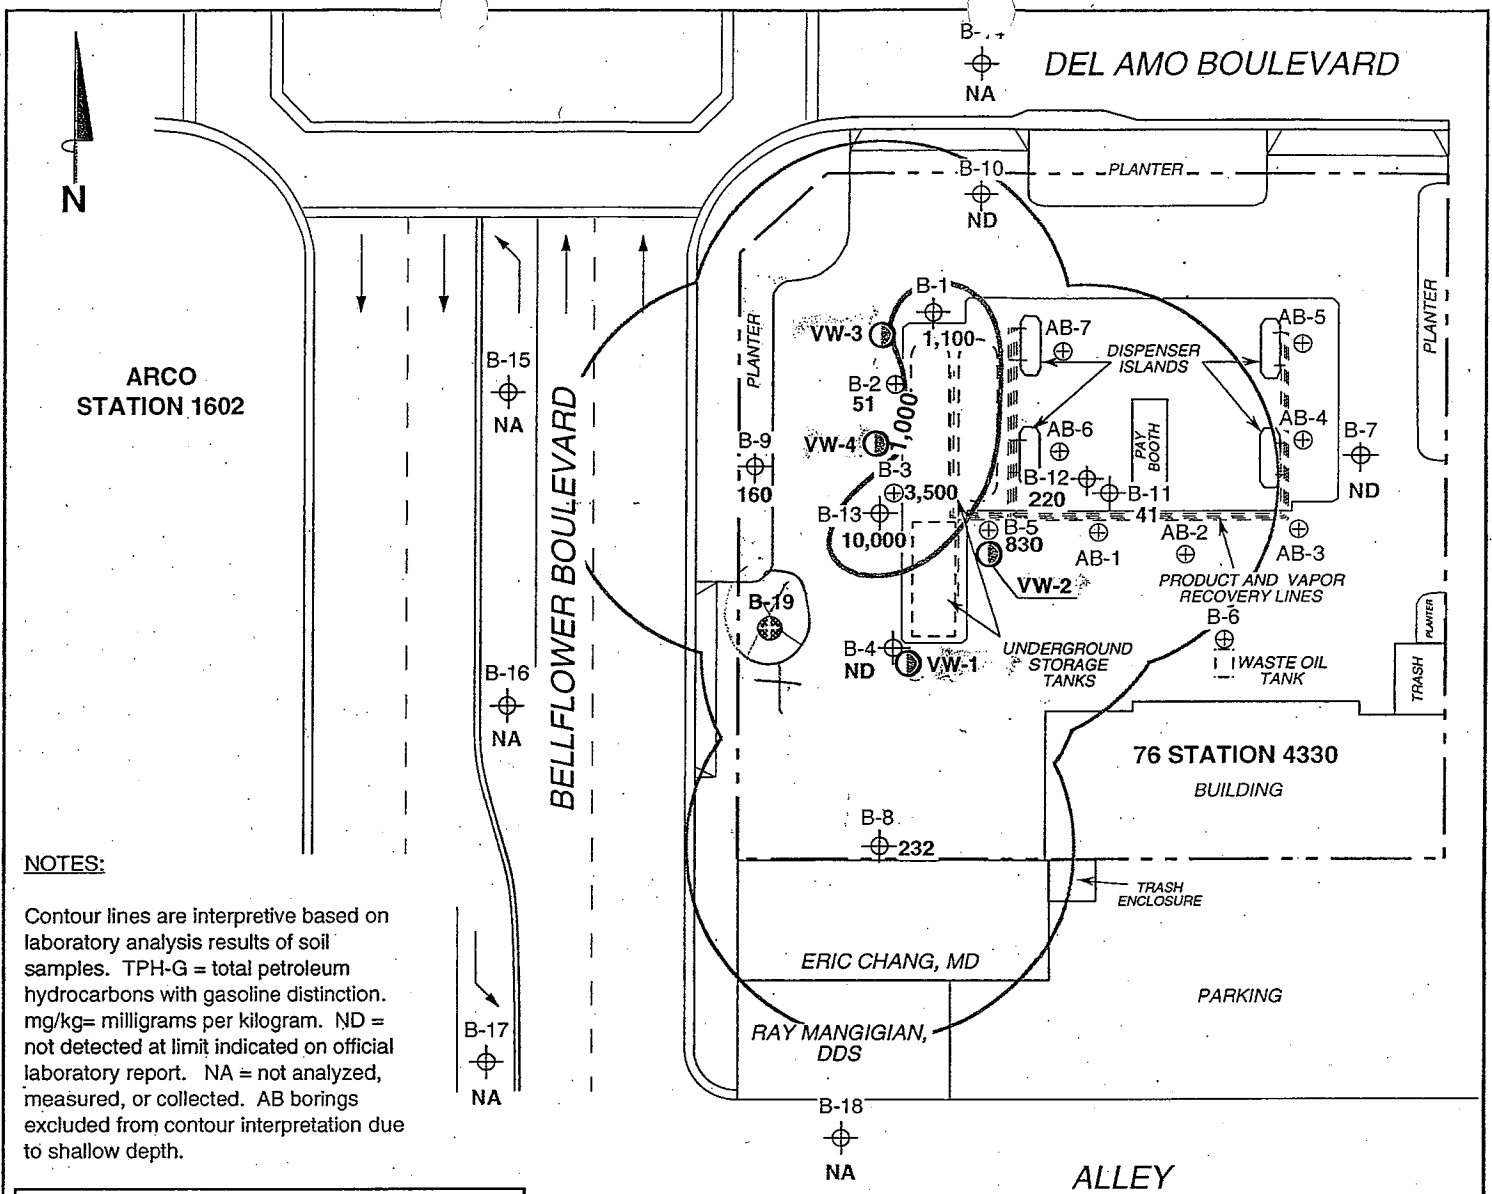 B-14
NA
DEL AMO BOULEVARD
N
B-10
ND
PLANTER
PLANTER
PLANTER
ARCO
STATION 1602
B-15
NA
BELLFLOWER BOULEVARD
B-1
1,100
VW-3
AB-7
AB-5
DISPENSER
ISLANDS
B-2
51
1,000
VW-4
B-9
160
B-3
3,500
B-13
10,000
AB-6
PAY
BOOTH
AB-4
B-7
ND
B-12
220
B-11
41
B-5
830
VW-2
AB-1
AB-2
AB-3
PRODUCT AND VAPOR
RECOVERY LINES
B-19
B-4
ND
VW-1
UNDERGROUND
STORAGE
TANKS
B-6
WASTE OIL
TANK
PLANTER
TRASH
B-16
NA
76 STATION 4330
BUILDING
B-8
232
TRASH
ENCLOSURE
ERIC CHANG, MD
PARKING
RAY MANGIGIAN,
DDS
B-17
NA
B-18
NA
ALLEY
NOTES:
Contour lines are interpretive based on
laboratory analysis results of soil
samples. TPH-G = total petroleum
hydrocarbons with gasoline distinction.
mg/kg= milligrams per kilogram. ND =
not detected at limit indicated on official
laboratory report. NA = not analyzed,
measured, or collected. AB borings
excluded from contour interpretation due
to shallow depth.